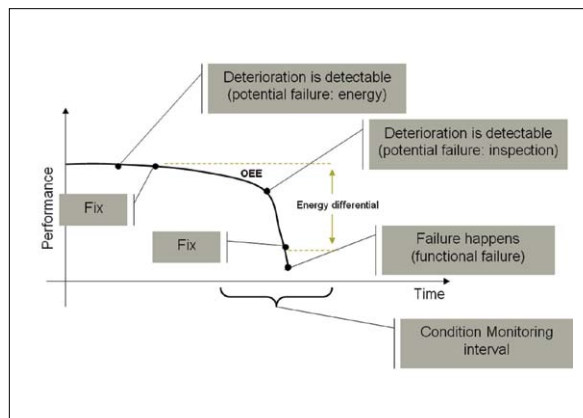 Deterioration is detectable
(potential failure: energy)
Deterioration is detectable
(potential failure: inspection)
OEE
Fix
Energy differential
Performance
Fix
Failure happens
(functional failure)
Time
Condition Monitoring
interval